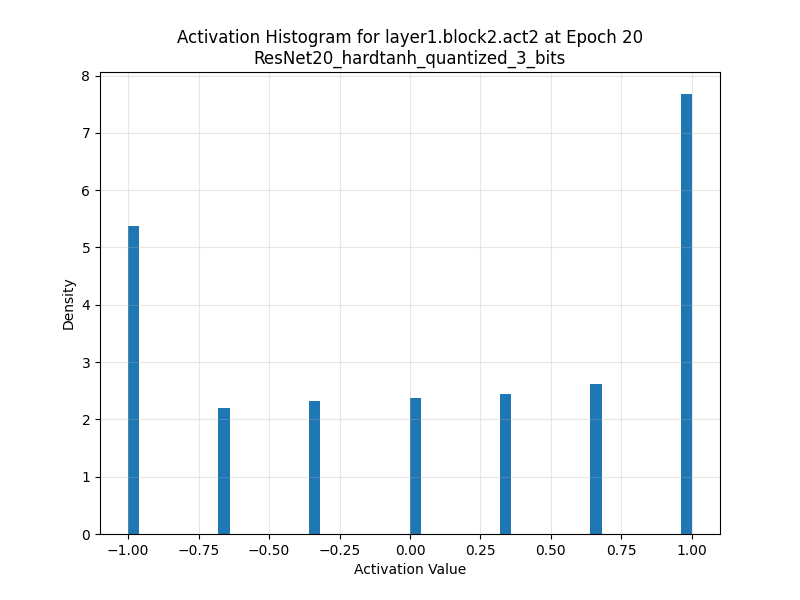 Activation Histogram for layer1.block2.act2 at Epoch 20
ResNet20_hardtanh_quantized_3_bits
Density
8
7
6
5
4
3
2
1
0
−1.00 −0.75 −0.50 −0.25 0.00 0.25 0.50 0.75 1.00
Activation Value